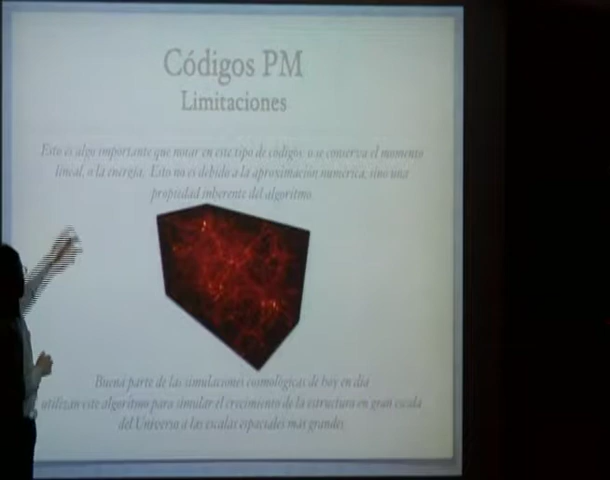 Códigos PM
Limitaciones
Esto es algo importante que notar en este tipo de códigos: o se conserva el momento
lineal, o la energía. Esto no es debido a la aproximación numérica, sino una
propiedad inherente del algoritmo.
Buena parte de las simulaciones cosmológicas de hoy en día
utilizan este algoritmo para simular el crecimiento de la estructura en gran escala
del Universo a las escalas espaciales más grandes.